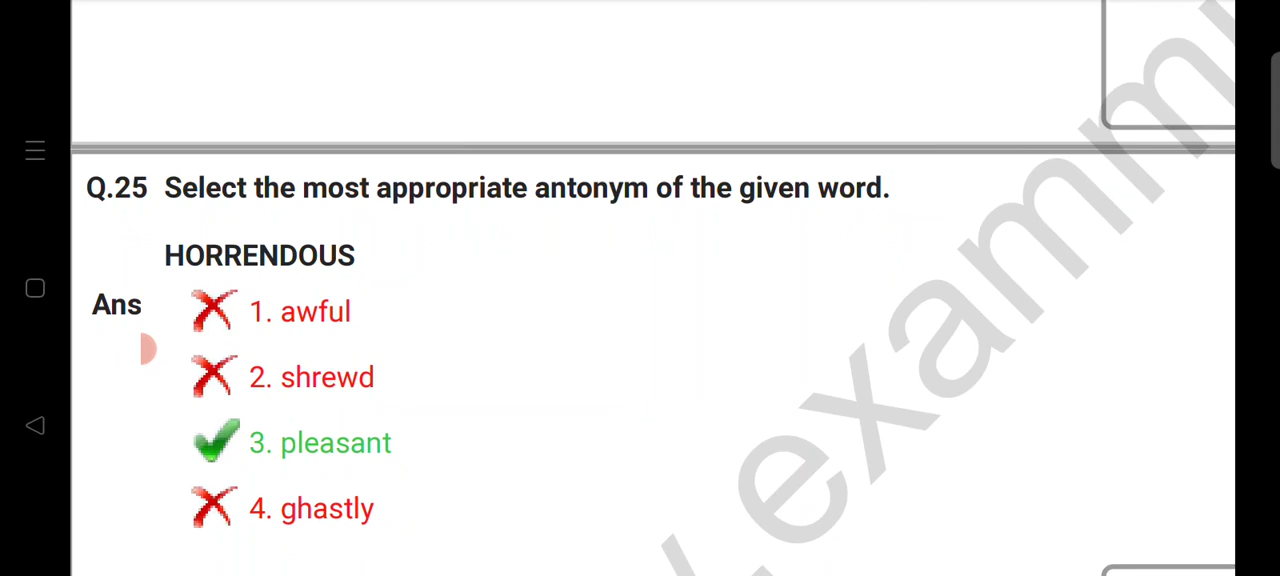 Q.25 Select the most appropriate antonym of the given word.
HORRENDOUS
Ans 1. awful
2. shrewd
3. pleasant
4. ghastly
.examm